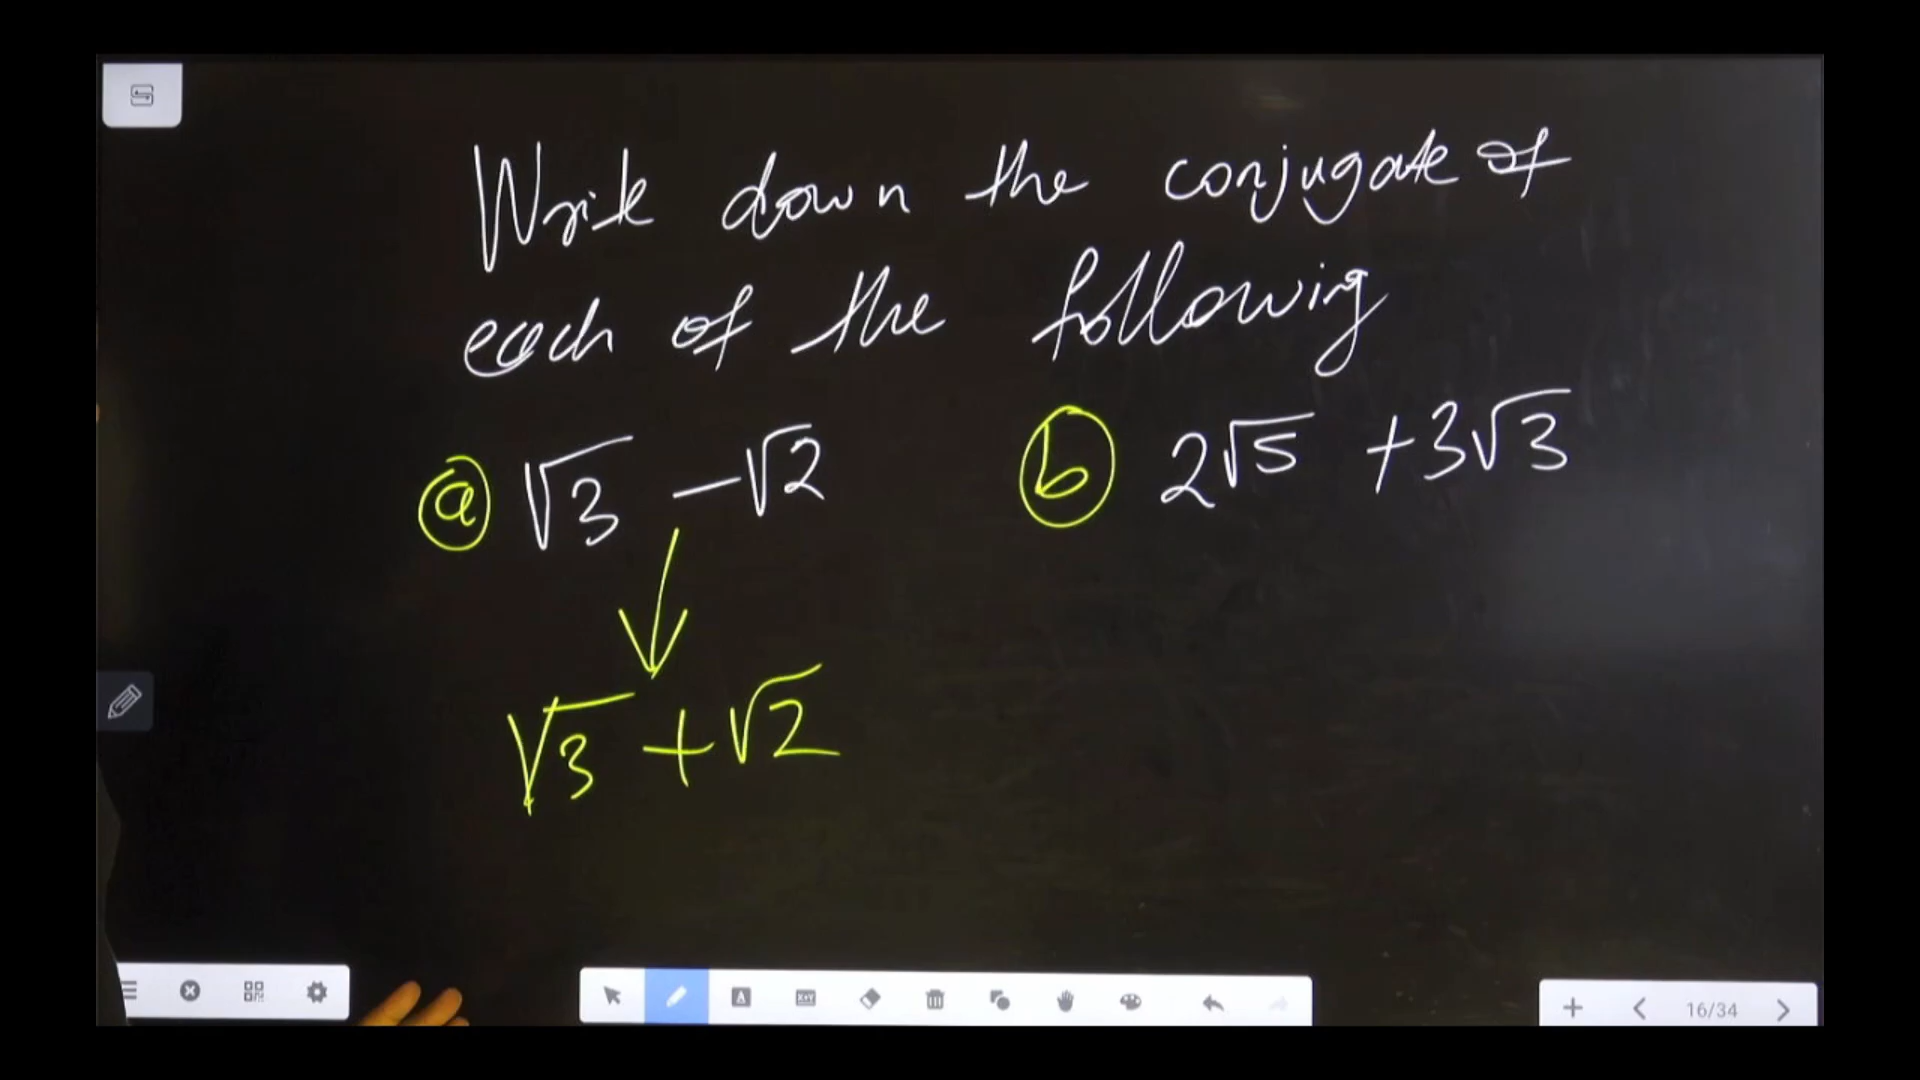 Write down the conjugate of
each of the following
(a) √3 −√2 (b) 2√5 +3√3
√3 +√2
16/34